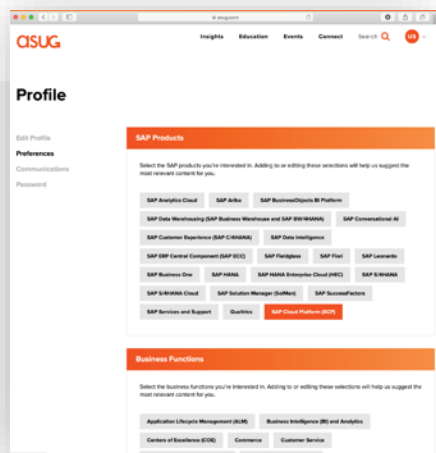 asug.com
asug
Insights Education Events Connect Search US
Profile
Edit Profile
Preferences
Communications
Password
SAP Products
Select the SAP products you're interested in. Adding to or editing these selections will help us suggest the
most relevant content for you.
SAP Analytics Cloud SAP Ariba SAP BusinessObjects BI Platform
SAP Data Warehousing (SAP Business Warehouse and SAP BW/4HANA) SAP Conversational AI
SAP Customer Experience (SAP C/4HANA) SAP Data Intelligence
SAP ERP Central Component (SAP ECC) SAP Fieldglass SAP Fiori SAP Leonardo
SAP Business One SAP HANA SAP HANA Enterprise Cloud (HEC) SAP S/4HANA
SAP S/4HANA Cloud SAP Solution Manager (SolMan) SAP SuccessFactors
SAP Services and Support Qualtrics SAP Cloud Platform (SCP)
Business Functions
Select the business functions you're interested in. Adding to or editing these selections will help us suggest the
most relevant content for you.
Application Lifecycle Management (ALM) Business Intelligence (BI) and Analytics
Centers of Excellence (COE) Commerce Customer Service